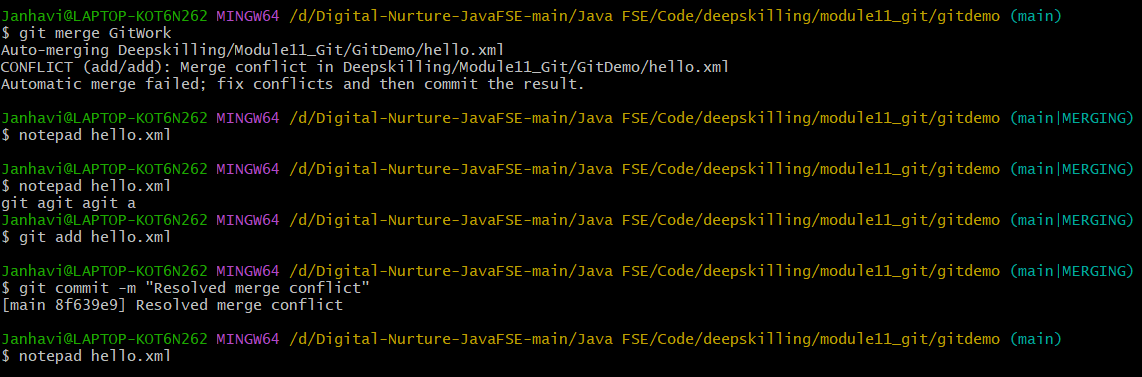 Janhavi@LAPTOP-KOT6N262 MINGW64 /d/Digital-Nurture-JavaFSE-main/Java FSE/Code/deepskilling/module11_git/gitdemo (main)
$ git merge GitWork
Auto-merging Deepskilling/Module11_Git/GitDemo/hello.xml
CONFLICT (add/add): Merge conflict in Deepskilling/Module11_Git/GitDemo/hello.xml
Automatic merge failed; fix conflicts and then commit the result.
Janhavi@LAPTOP-KOT6N262 MINGW64 /d/Digital-Nurture-JavaFSE-main/Java FSE/Code/deepskilling/module11_git/gitdemo (main|MERGING)
$ notepad hello.xml
Janhavi@LAPTOP-KOT6N262 MINGW64 /d/Digital-Nurture-JavaFSE-main/Java FSE/Code/deepskilling/module11_git/gitdemo (main|MERGING)
$ notepad hello.xml
git agit agit a
Janhavi@LAPTOP-KOT6N262 MINGW64 /d/Digital-Nurture-JavaFSE-main/Java FSE/Code/deepskilling/module11_git/gitdemo (main|MERGING)
$ git add hello.xml
Janhavi@LAPTOP-KOT6N262 MINGW64 /d/Digital-Nurture-JavaFSE-main/Java FSE/Code/deepskilling/module11_git/gitdemo (main|MERGING)
$ git commit -m "Resolved merge conflict"
[main 8f639e9] Resolved merge conflict
Janhavi@LAPTOP-KOT6N262 MINGW64 /d/Digital-Nurture-JavaFSE-main/Java FSE/Code/deepskilling/module11_git/gitdemo (main)
$ notepad hello.xml